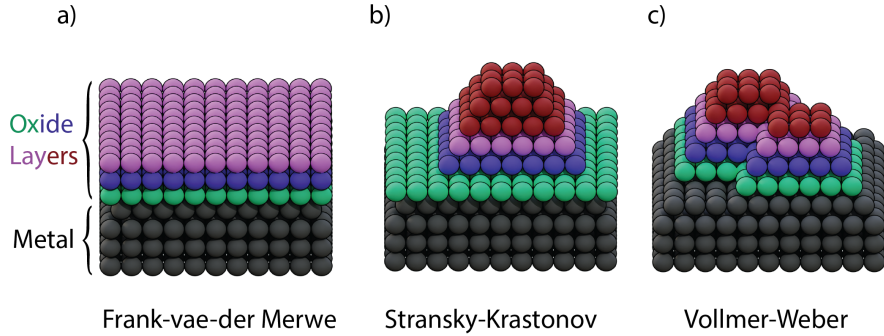 a)
b)
c)
Oxide
Layers
Metal
Frank-vae-der Merwe
Stransky-Krastonov
Vollmer-Weber